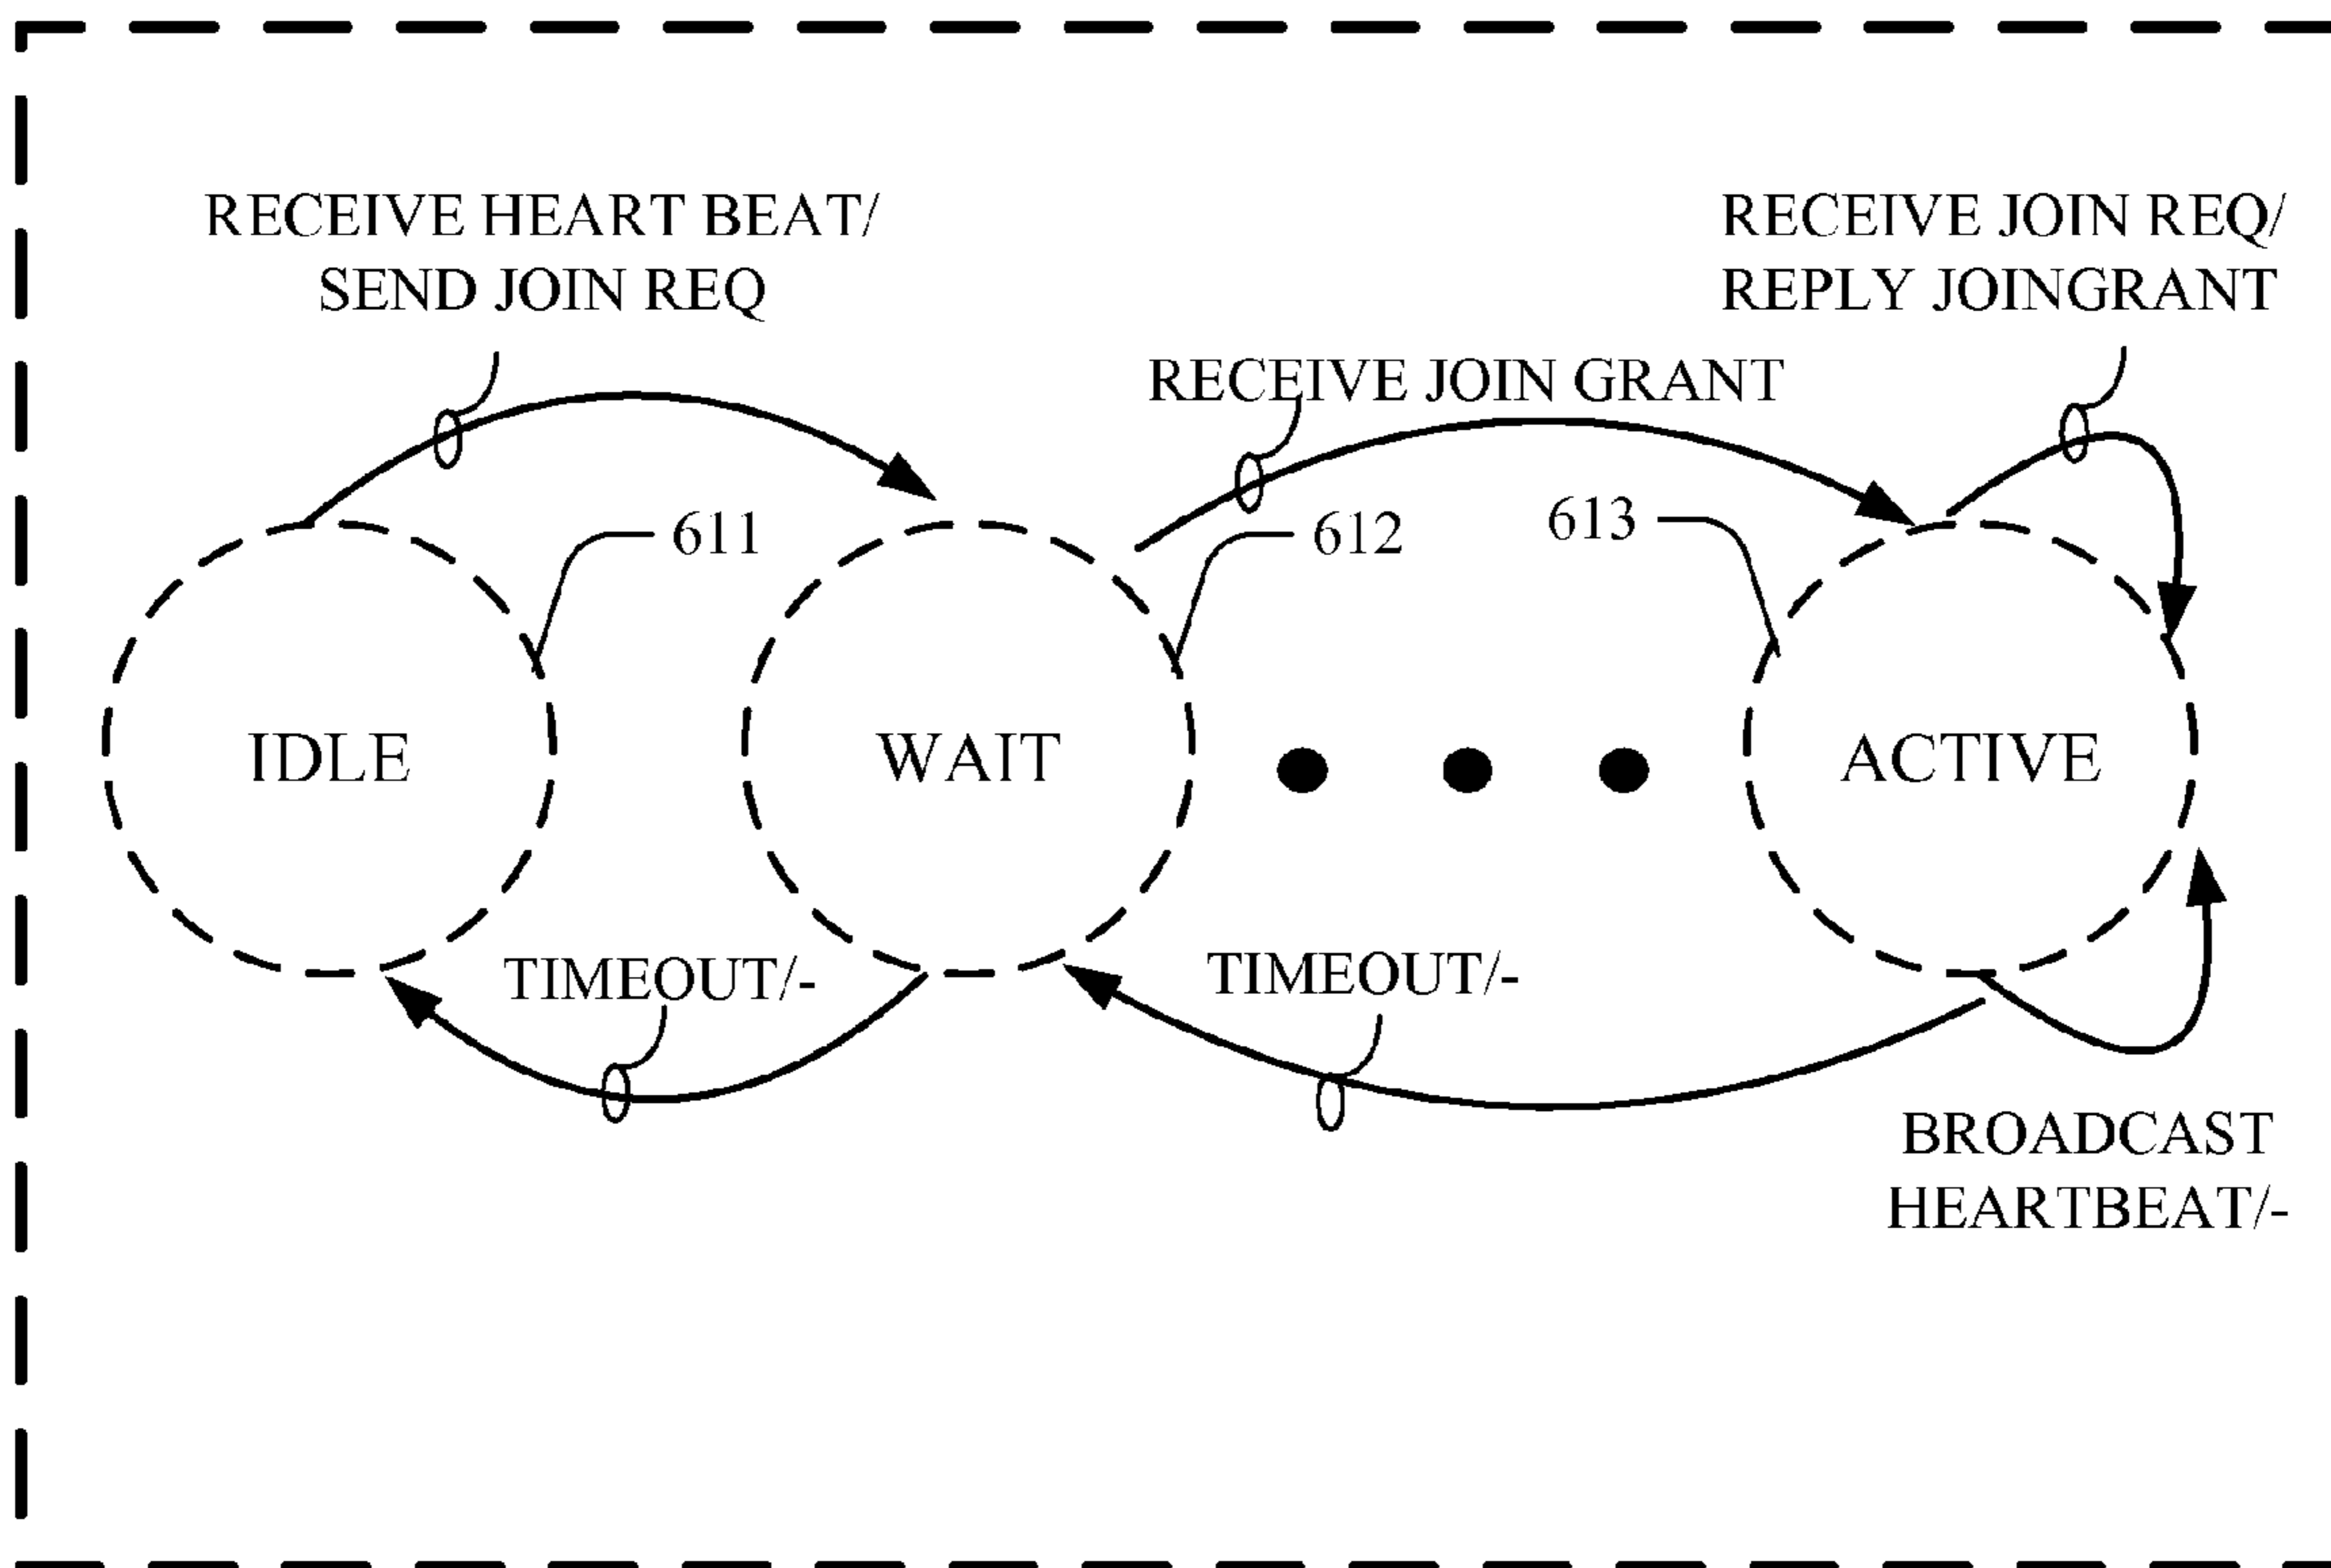 RECEIVE HEART BEAT/
SEND JOIN REQ
RECEIVE JOIN REQ/
REPLY JOINGRANT
RECEIVE JOIN GRANT
611
612
613
IDLE
WAIT
ACTIVE
TIMEOUT/-
TIMEOUT/-
BROADCAST
HEARTBEAT/-